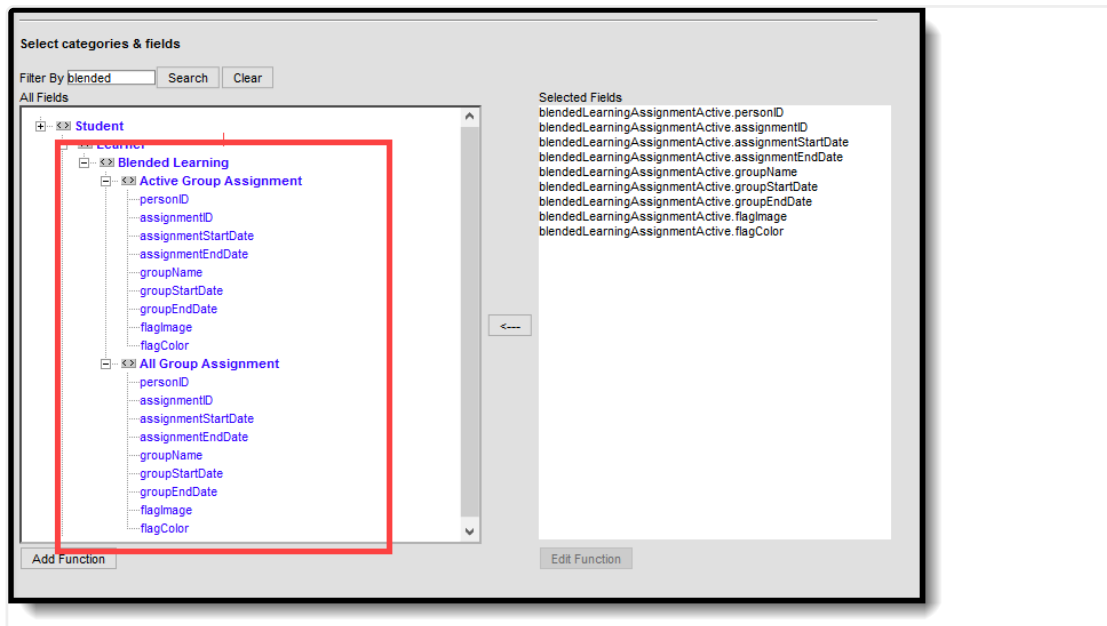 Select categories & fields
Filter By blended Search Clear
All Fields
Student
Learner
Blended Learning
Active Group Assignment
personID
assignmentID
assignmentStartDate
assignmentEndDate
groupName
groupStartDate
groupEndDate
flagImage
flagColor
All Group Assignment
personID
assignmentID
assignmentStartDate
assignmentEndDate
groupName
groupStartDate
groupEndDate
flagImage
flagColor
Add Function
<---
Selected Fields
blendedLearningAssignmentActive.personID
blendedLearningAssignmentActive.assignmentID
blendedLearningAssignmentActive.assignmentStartDate
blendedLearningAssignmentActive.assignmentEndDate
blendedLearningAssignmentActive.groupName
blendedLearningAssignmentActive.groupStartDate
blendedLearningAssignmentActive.groupEndDate
blendedLearningAssignmentActive.flagImage
blendedLearningAssignmentActive.flagColor
Edit Function